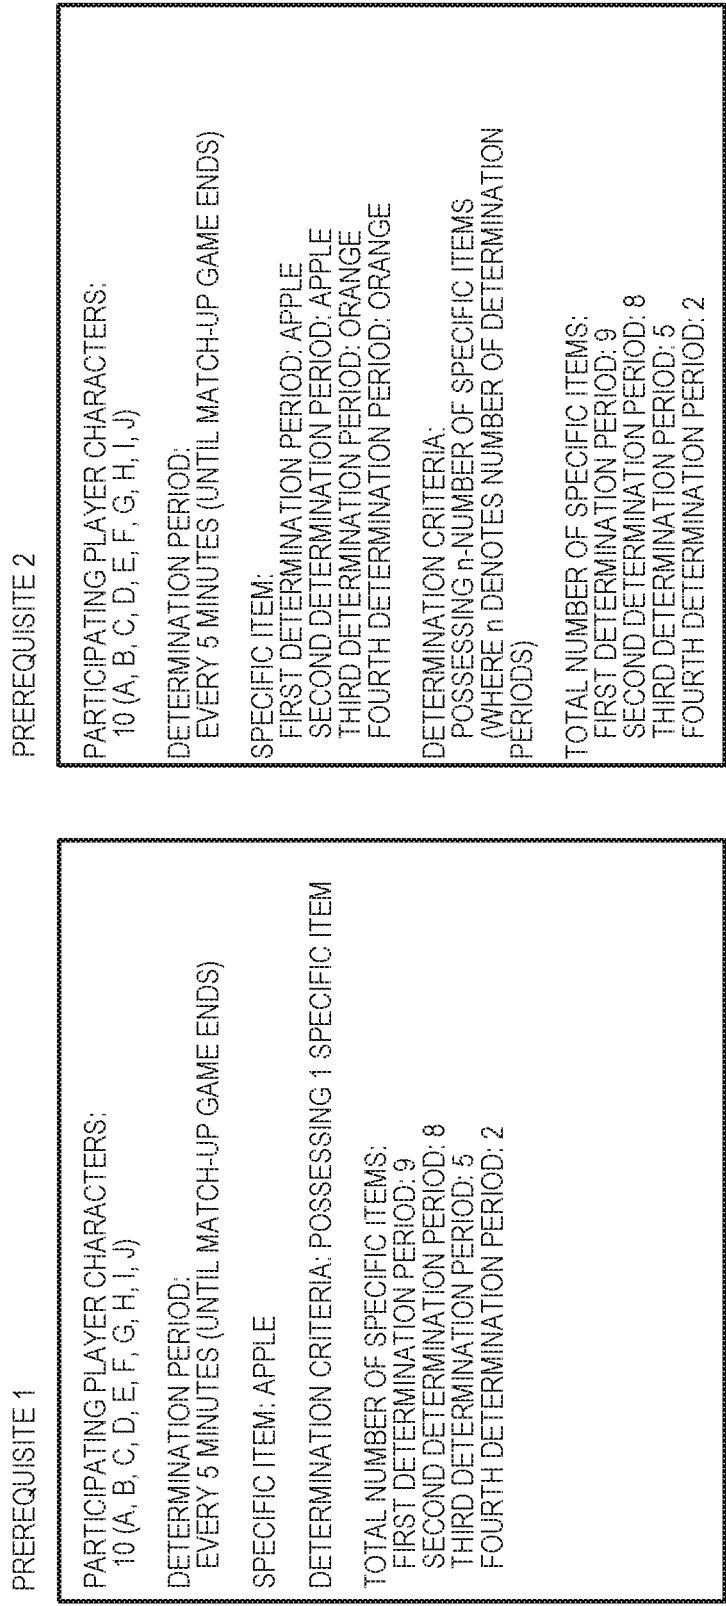 PREREQUISITE 1
PARTICIPATING PLAYER CHARACTERS:
10 (A, B, C, D, E, F, G, H, I, J)
DETERMINATION PERIOD:
EVERY 5 MINUTES (UNTIL MATCH-UP GAME ENDS)
SPECIFIC ITEM: APPLE
DETERMINATION CRITERIA: POSSESSING 1 SPECIFIC ITEM
TOTAL NUMBER OF SPECIFIC ITEMS:
FIRST DETERMINATION PERIOD: 9
SECOND DETERMINATION PERIOD: 8
THIRD DETERMINATION PERIOD: 5
FOURTH DETERMINATION PERIOD: 2
PREREQUISITE 2
PARTICIPATING PLAYER CHARACTERS:
10 (A, B, C, D, E, F, G, H, I, J)
DETERMINATION PERIOD:
EVERY 5 MINUTES (UNTIL MATCH-UP GAME ENDS)
SPECIFIC ITEM:
FIRST DETERMINATION PERIOD: APPLE
SECOND DETERMINATION PERIOD: APPLE
THIRD DETERMINATION PERIOD: ORANGE
FOURTH DETERMINATION PERIOD: ORANGE
DETERMINATION CRITERIA:
POSSESSING n-NUMBER OF SPECIFIC ITEMS
(WHERE n DENOTES NUMBER OF DETERMINATION
PERIODS)
TOTAL NUMBER OF SPECIFIC ITEMS:
FIRST DETERMINATION PERIOD: 9
SECOND DETERMINATION PERIOD: 8
THIRD DETERMINATION PERIOD: 5
FOURTH DETERMINATION PERIOD: 2